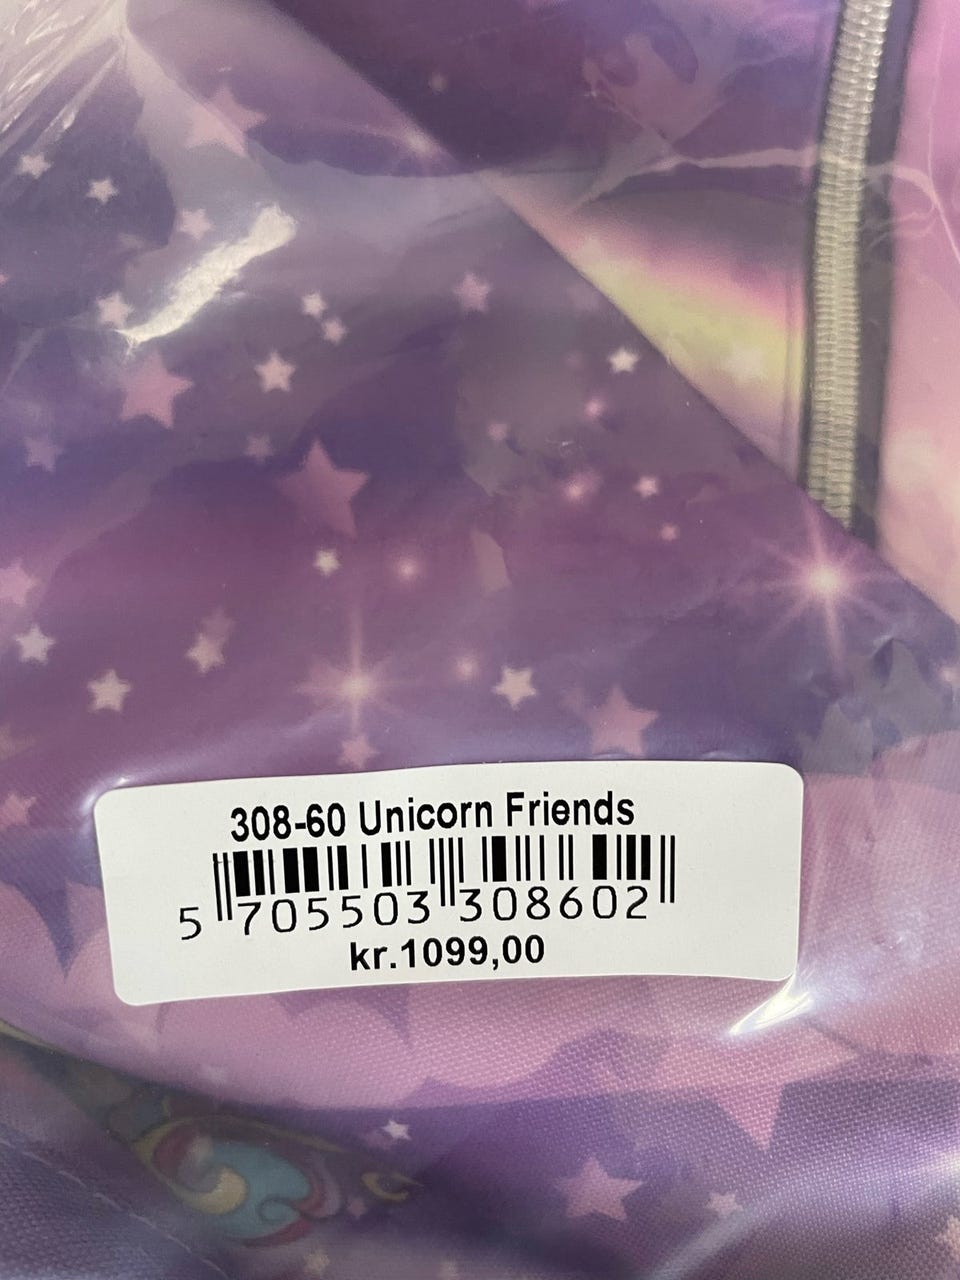 308-60 Unicorn Friends
5 705503 308602
kr.1099,00